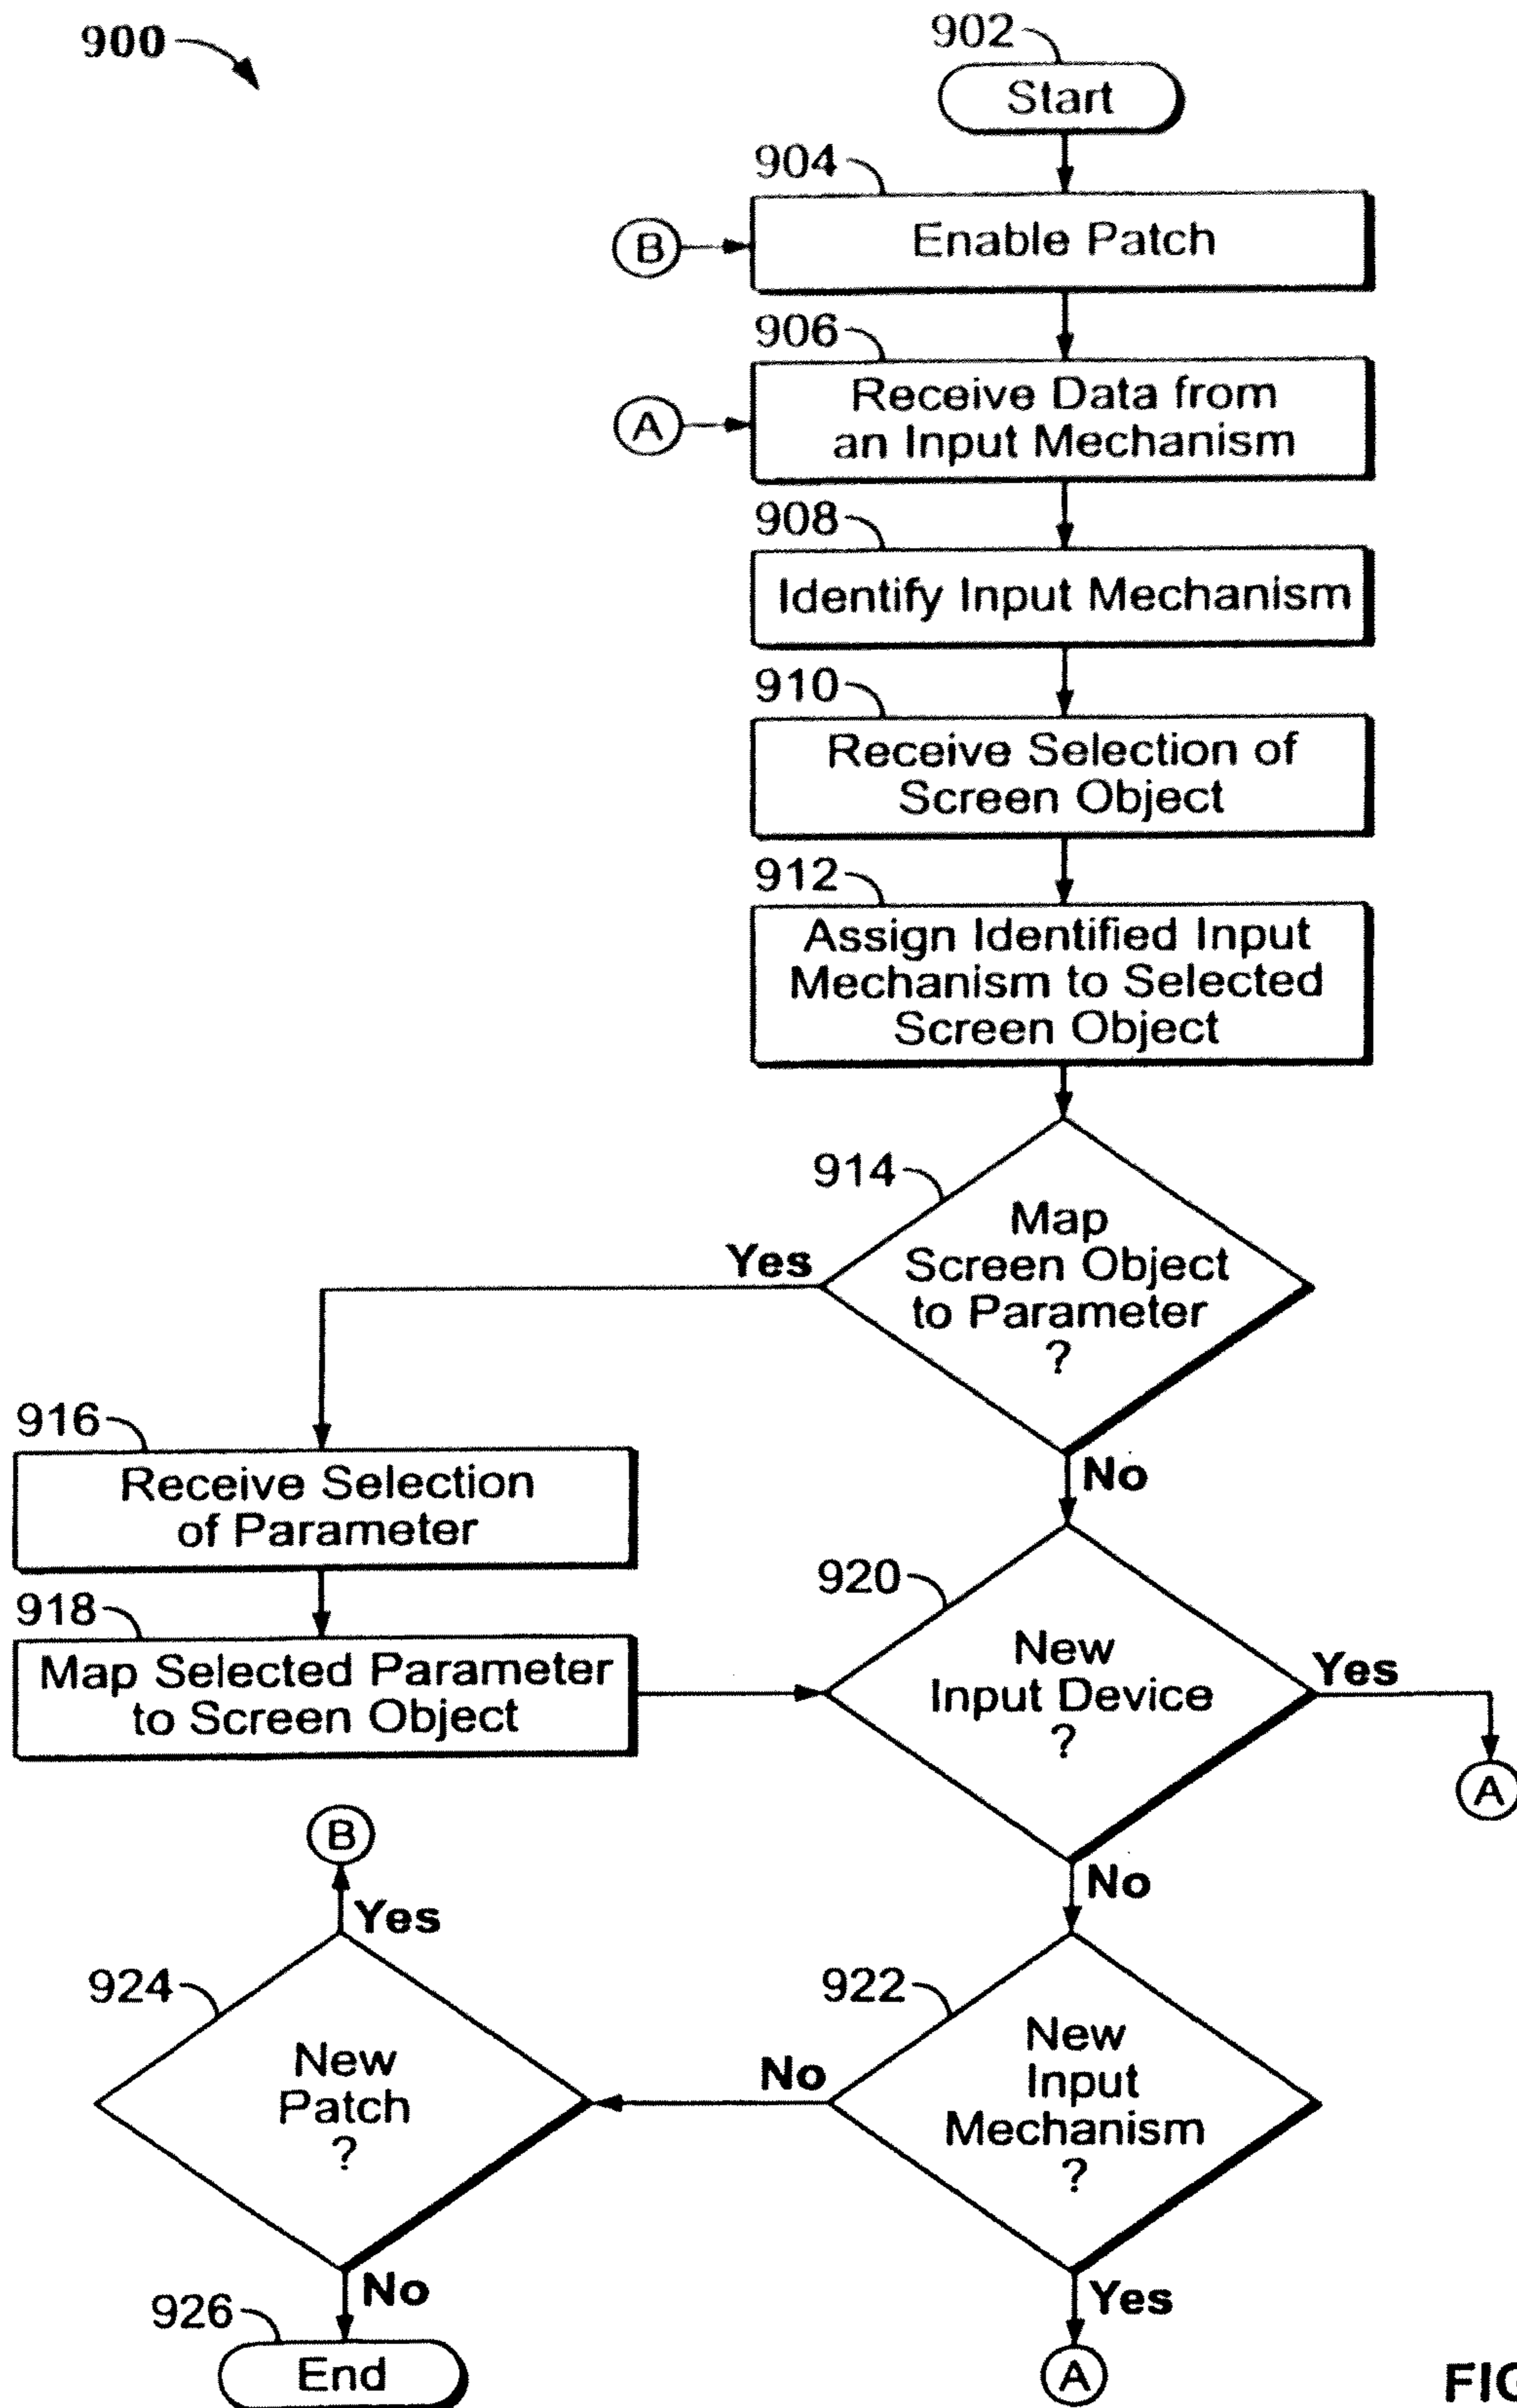 900
902
Start
904
B
Enable Patch
906
A
Receive Data from
an Input Mechanism
908
Identify Input Mechanism
910
Receive Selection of
Screen Object
912
Assign Identified Input
Mechanism to Selected
Screen Object
914
Map
Screen Object
to Parameter
?
Yes
No
916
Receive Selection
of Parameter
918
Map Selected Parameter
to Screen Object
920
New
Input Device
?
Yes
A
No
B
Yes
924
New
Patch
?
No
922
New
Input
Mechanism
?
No
926
End
Yes
A